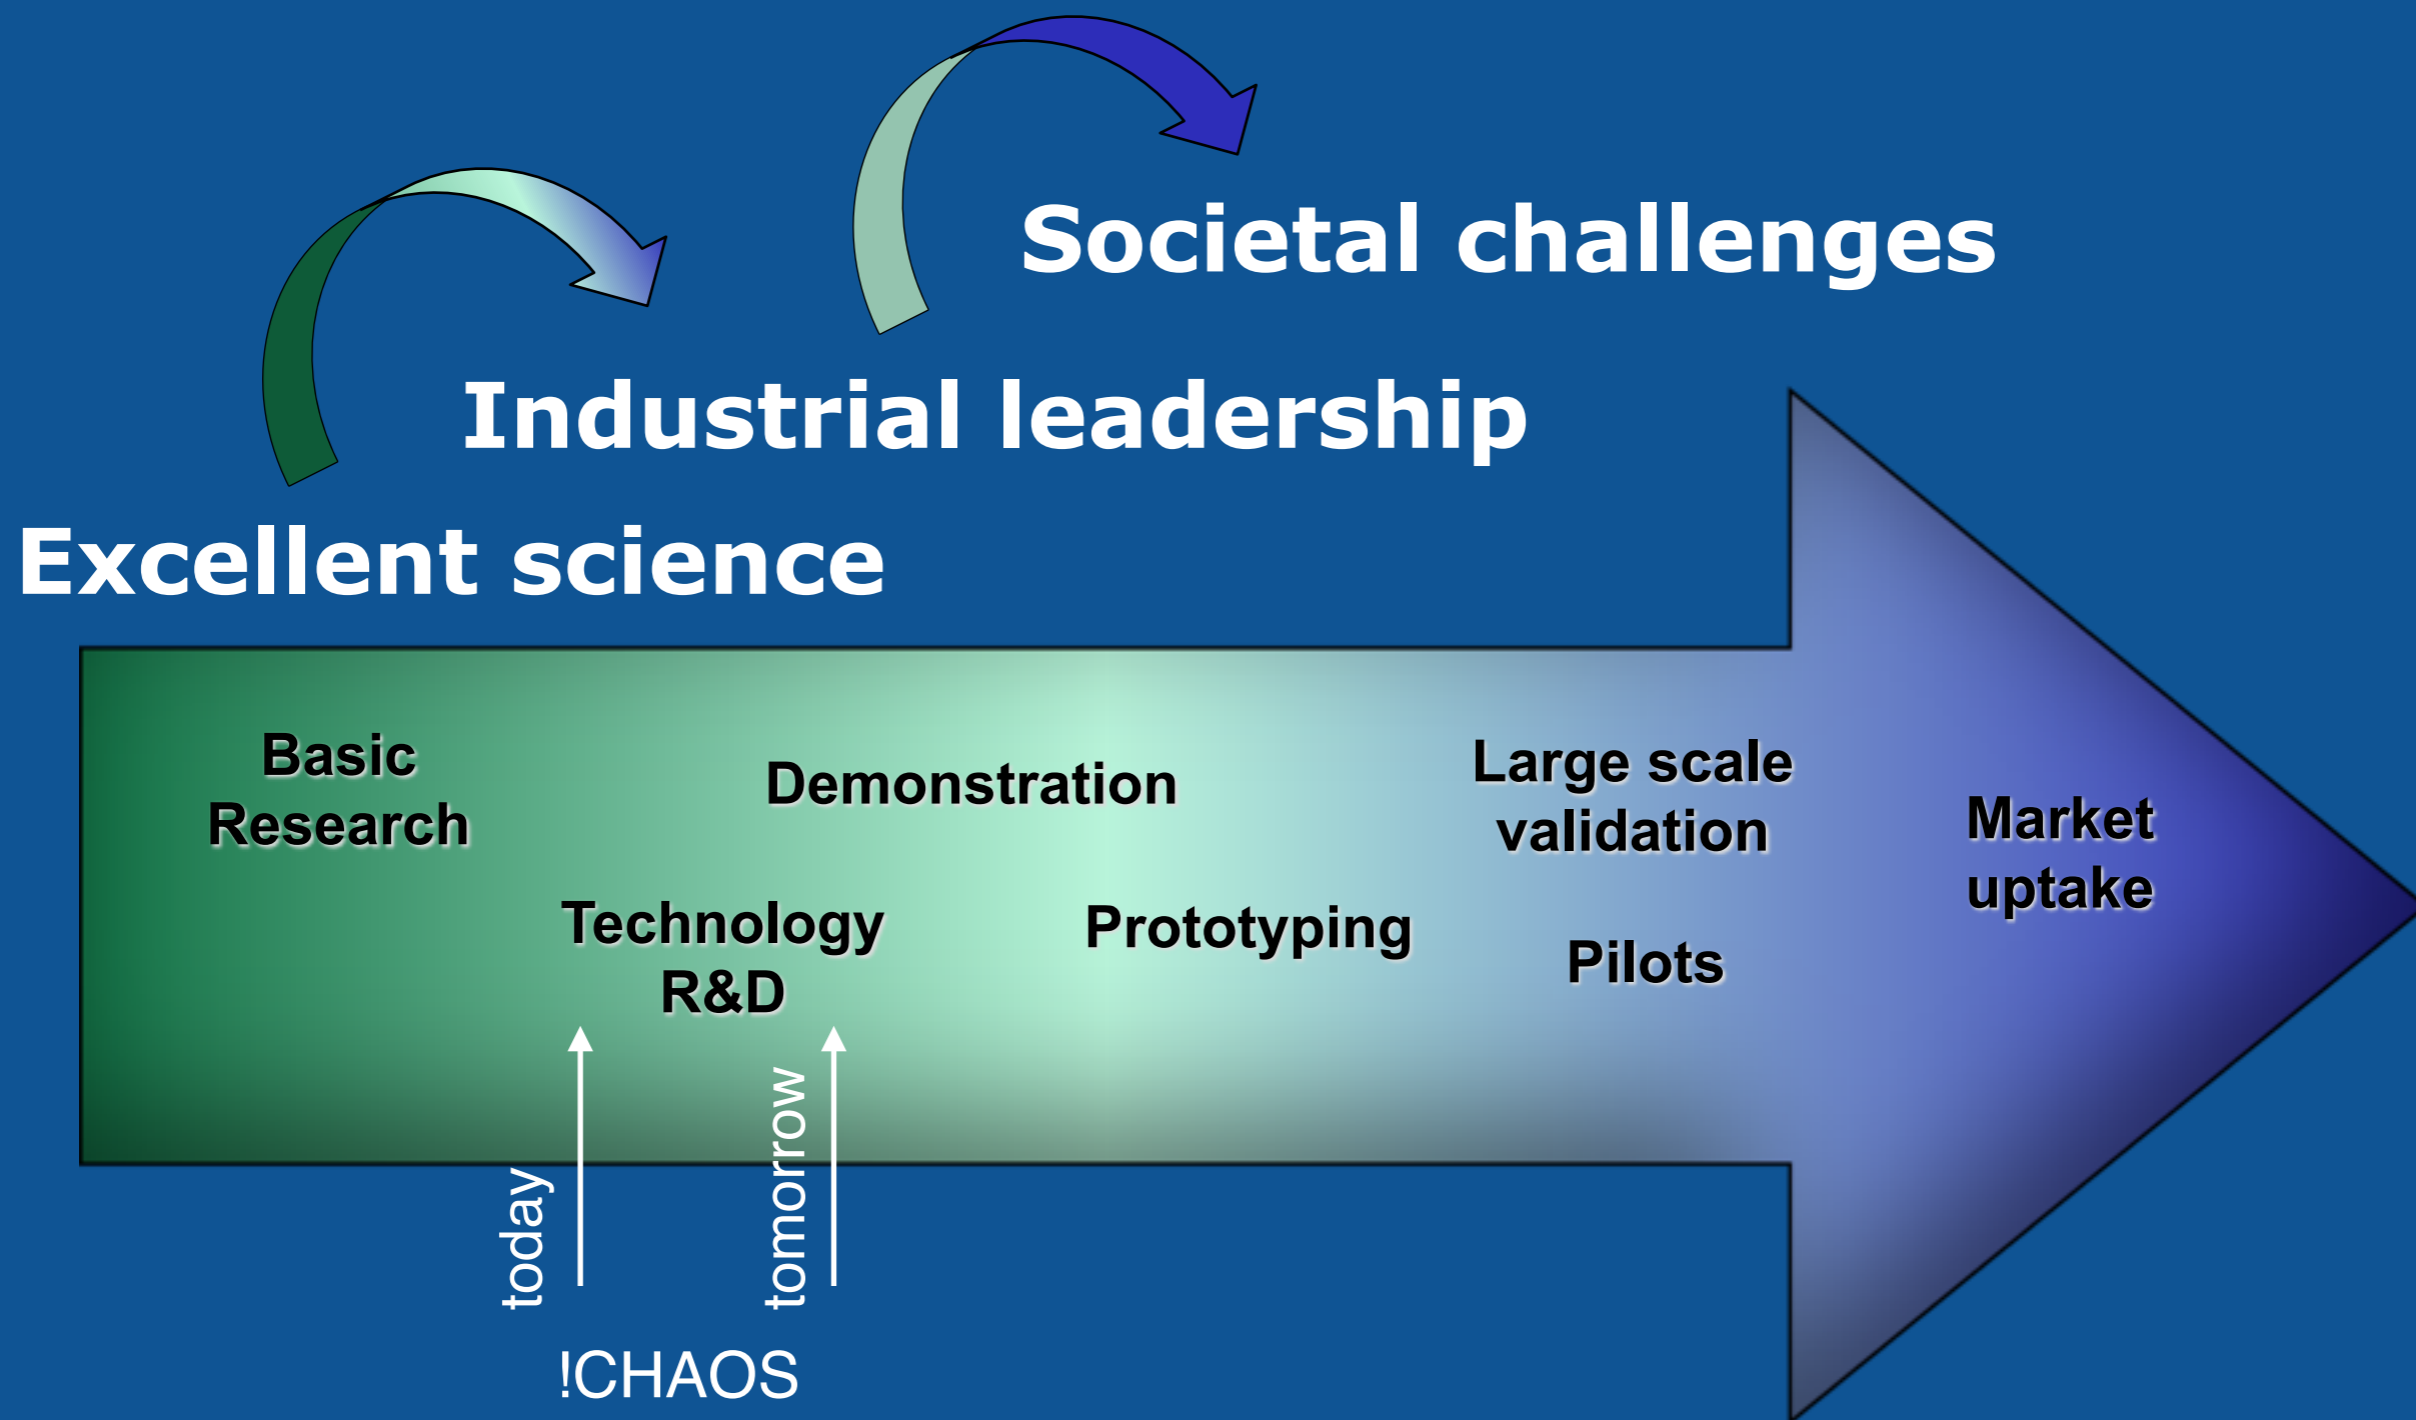 Societal challenges
Industrial leadership
Excellent science
Basic
Research
Demonstration
Large scale
validation
Market
uptake
Technology
R&D
Prototyping
Pilots
today
tomorrow
!CHAOS